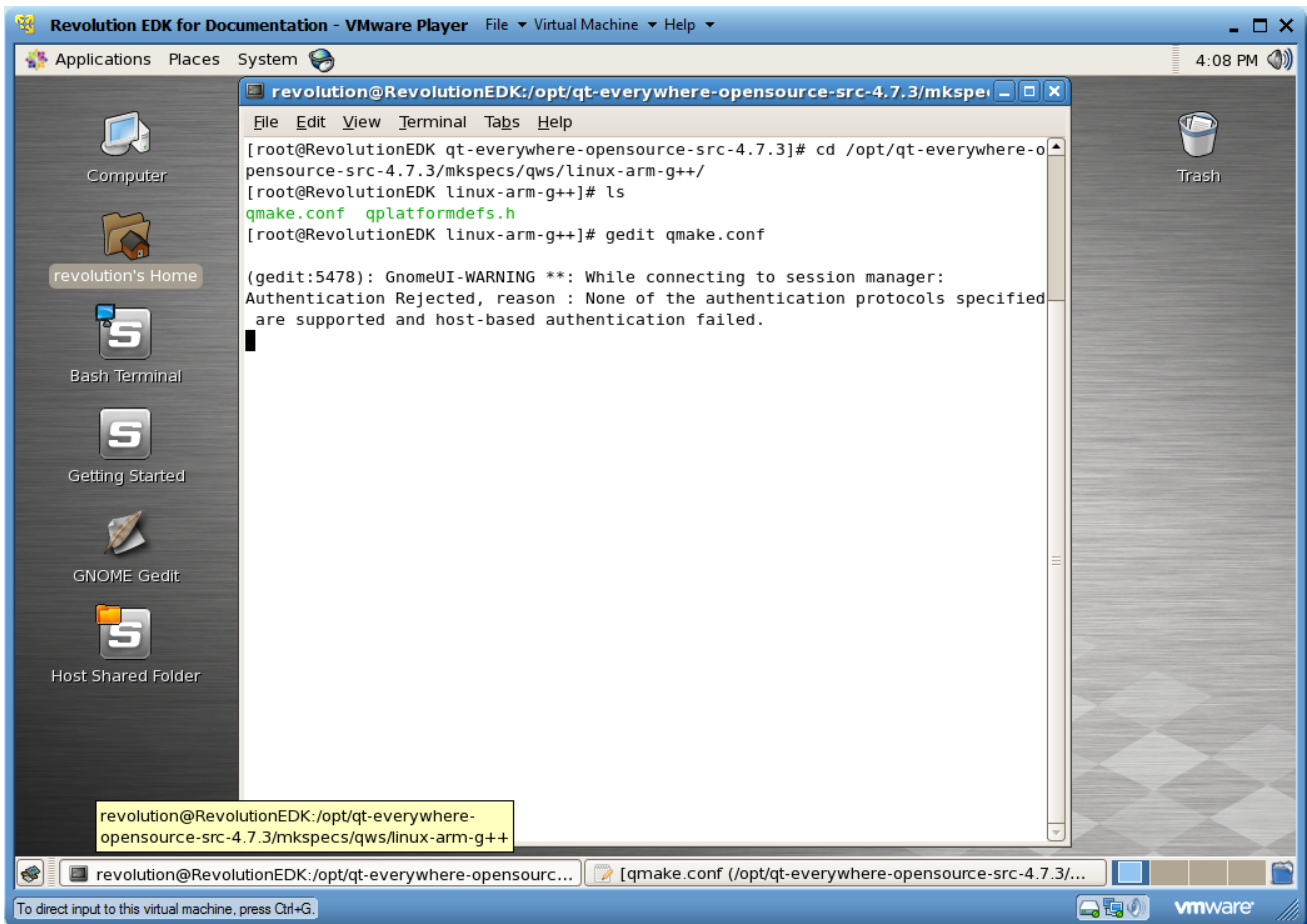 Revolution EDK for Documentation - VMware Player File Virtual Machine Help
Applications Places System 4:08 PM
revolution@RevolutionEDK:/opt/qt-everywhere-opensource-src-4.7.3/mkspe
File Edit View Terminal Tabs Help
[root@RevolutionEDK qt-everywhere-opensource-src-4.7.3]# cd /opt/qt-everywhere-o
pensource-src-4.7.3/mkspecs/qws/linux-arm-g++/
[root@RevolutionEDK linux-arm-g++]# ls
qmake.conf qplatformdefs.h
[root@RevolutionEDK linux-arm-g++]# gedit qmake.conf
(gedit:5478): GnomeUI-WARNING **: While connecting to session manager:
Authentication Rejected, reason : None of the authentication protocols specified
are supported and host-based authentication failed.
Computer
revolution's Home
Bash Terminal
Getting Started
GNOME Gedit
Host Shared Folder
Trash
revolution@RevolutionEDK:/opt/qt-everywhere-
opensource-src-4.7.3/mkspecs/qws/linux-arm-g++
revolution@RevolutionEDK:/opt/qt-everywhere-opensourc...
[qmake.conf (/opt/qt-everywhere-opensource-src-4.7.3/...
To direct input to this virtual machine, press Ctrl+G.
vmware